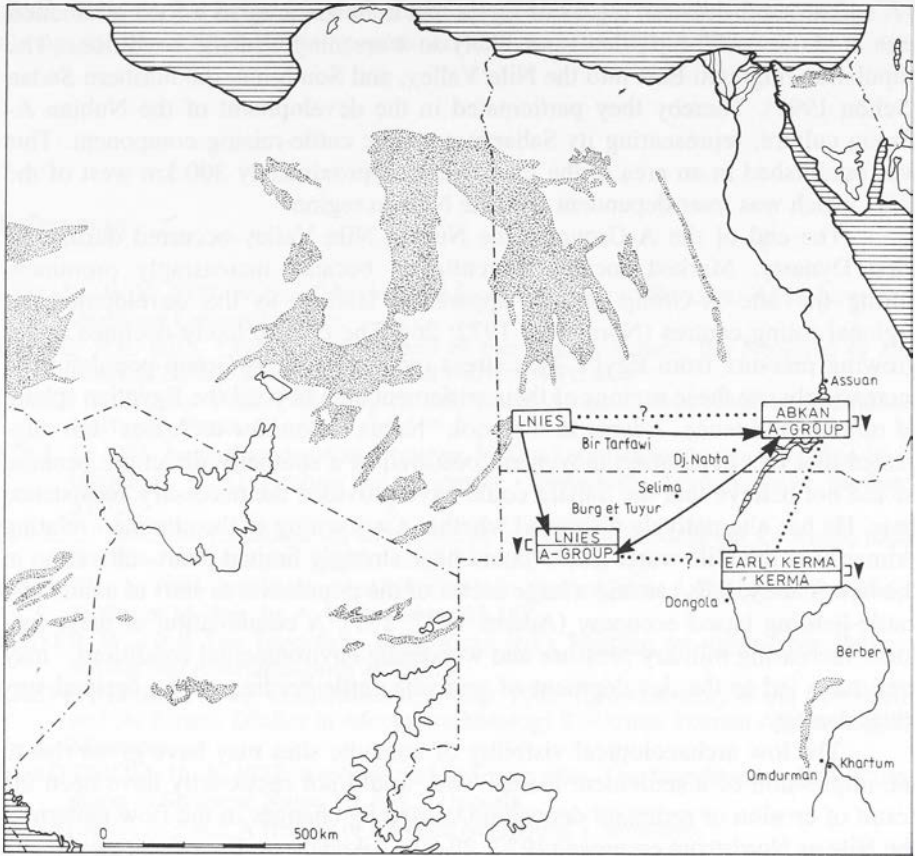 Assuan
?
LNIES
ABKAN
A-GROUP
Bir Tarfawi
Dj. Nabta
Selima
Burg et Tuyur
LNIES
A-GROUP
?
EARLY KERMA
KERMA
Dongola
Berber
Khartum
Omdurman
0 500 km